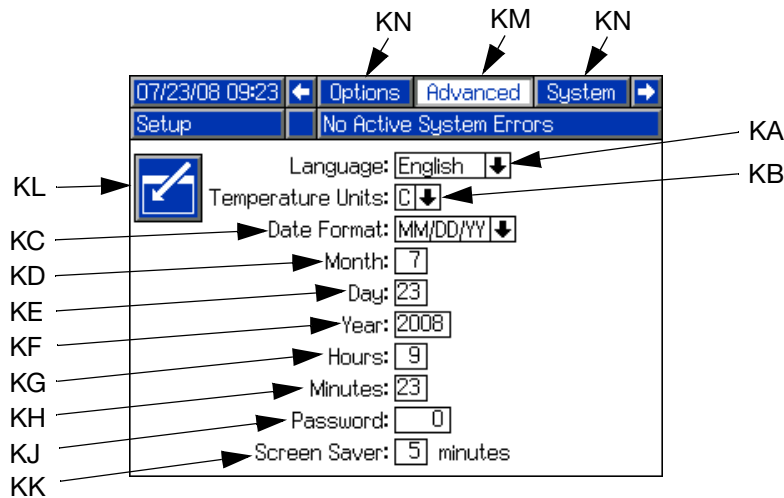 KN KM KN
07/23/08 09:23 Options Advanced System
Setup No Active System Errors
KA
Language: English
KL
KB
Temperature Units: C
KC
Date Format: MM/DD/YY
KD
Month: 7
KE
Day: 23
KF
Year: 2008
KG
Hours: 9
KH
Minutes: 23
KJ
Password: 0
KK
Screen Saver: 5 minutes